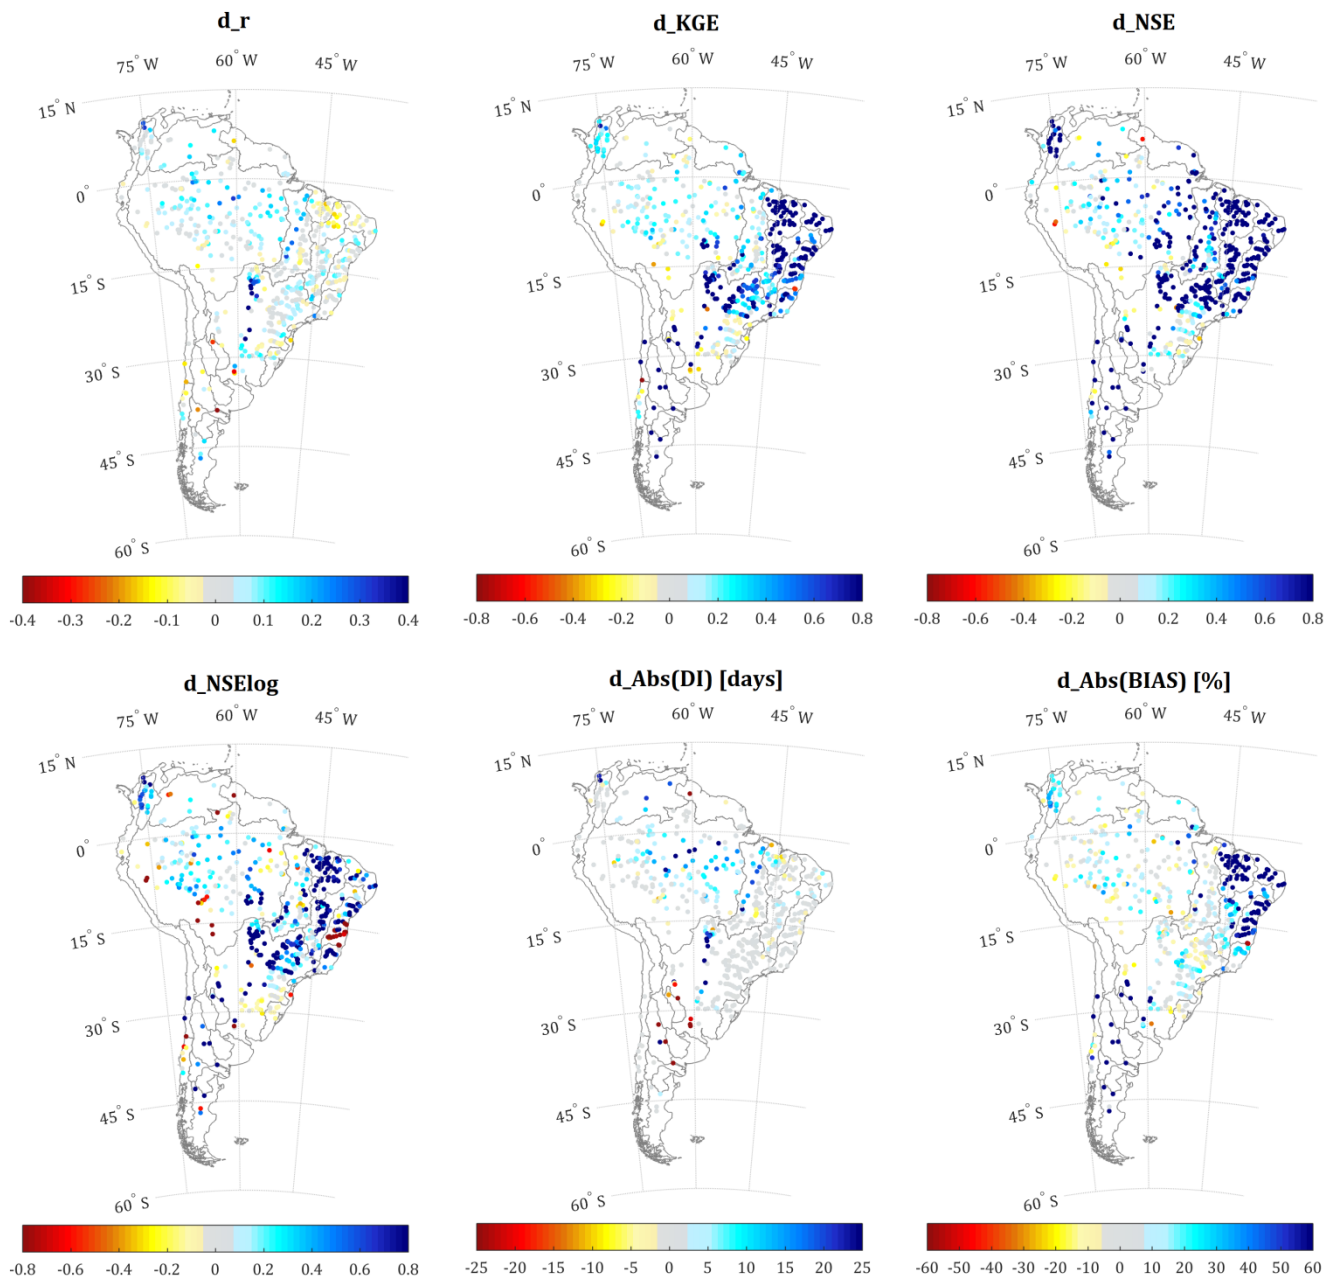 d_r
d_KGE
d_NSE
75° W 60° W 45° W
75° W 60° W 45° W
75° W 60° W 45° W
15° N
0°
15° S
30° S
45° S
60° S
15° N
0°
15° S
30° S
45° S
60° S
15° N
0°
15° S
30° S
45° S
60° S
-0.4 -0.3 -0.2 -0.1 0 0.1 0.2 0.3 0.4
-0.8 -0.6 -0.4 -0.2 0 0.2 0.4 0.6 0.8
-0.8 -0.6 -0.4 -0.2 0 0.2 0.4 0.6 0.8
d_NSElog
d_Abs(DI) [days]
d_Abs(BIAS) [%]
75° W 60° W 45° W
75° W 60° W 45° W
75° W 60° W 45° W
15° N
0°
15° S
30° S
45° S
60° S
15° N
0°
15° S
30° S
45° S
60° S
15° N
0°
15° S
30° S
45° S
60° S
-0.8 -0.6 -0.4 -0.2 0 0.2 0.4 0.6 0.8
-25 -20 -15 -10 -5 0 5 10 15 20 25
-60 -50 -40 -30 -20 -10 0 10 20 30 40 50 60